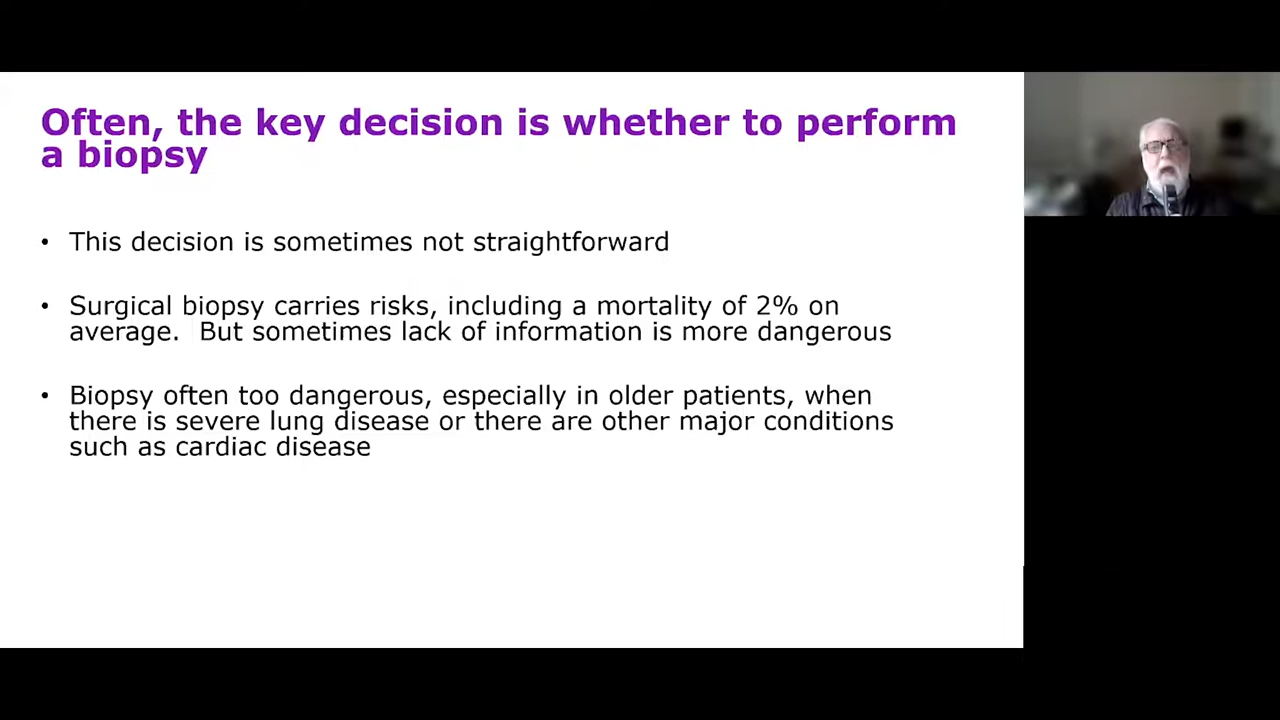 Often, the key decision is whether to perform
a biopsy
• This decision is sometimes not straightforward
• Surgical biopsy carries risks, including a mortality of 2% on
average.  But sometimes lack of information is more dangerous
• Biopsy often too dangerous, especially in older patients, when
there is severe lung disease or there are other major conditions
such as cardiac disease